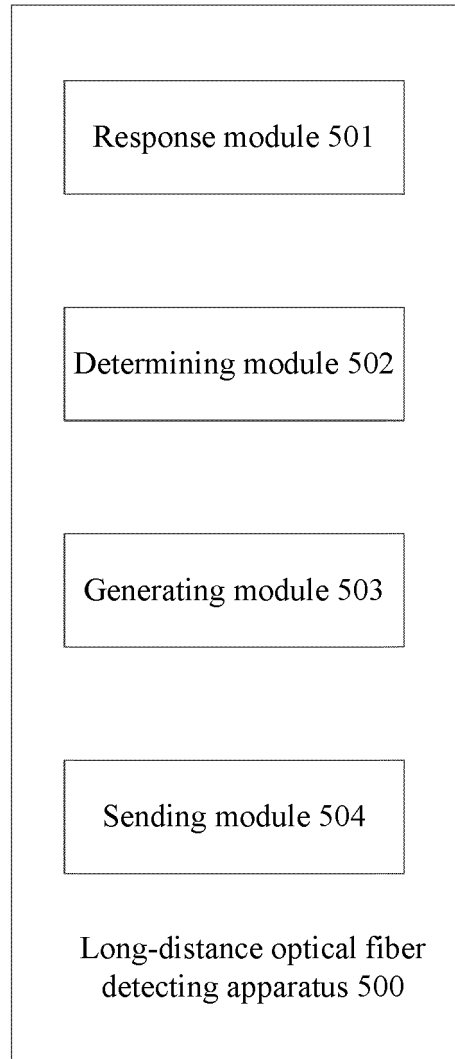 Response module 501
Determining module 502
Generating module 503
Sending module 504
Long-distance optical fiber
detecting apparatus 500